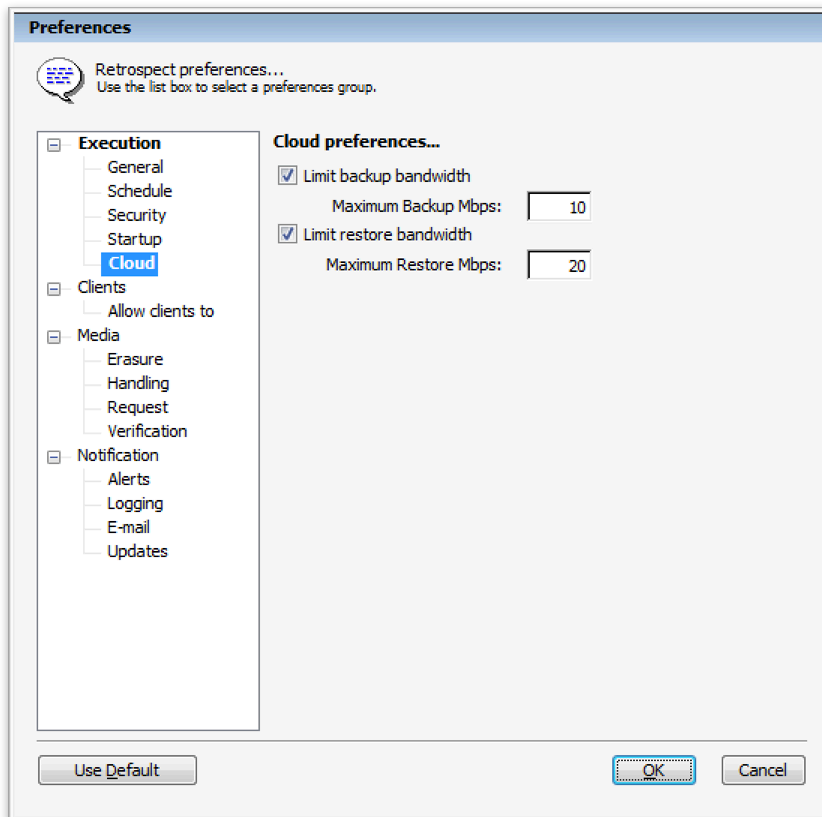 Preferences
Retrospect preferences...
Use the list box to select a preferences group.
Execution
General
Schedule
Security
Startup
Cloud
Clients
Allow clients to
Media
Erasure
Handling
Request
Verification
Notification
Alerts
Logging
E-mail
Updates
Cloud preferences...
Limit backup bandwidth
Maximum Backup Mbps: 10
Limit restore bandwidth
Maximum Restore Mbps: 20
Use Default
OK
Cancel